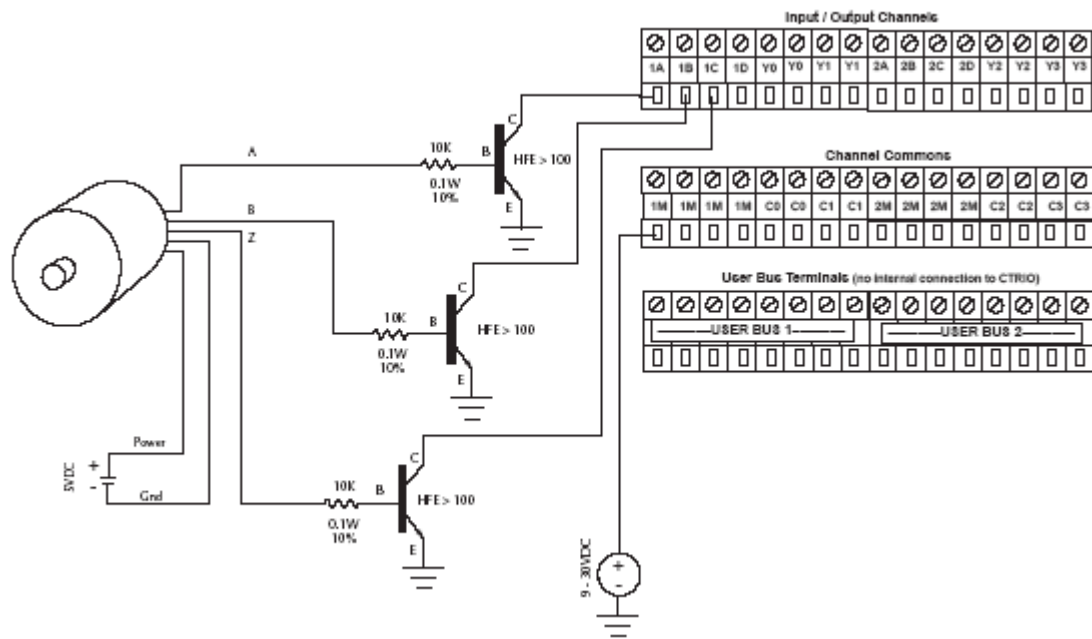 Input / Output Channels
1A 1B 1C 1D Y0 Y0 Y1 Y1 2A 2B 2C 2D Y2 Y2 Y3 Y3
C
10K
B
HFE > 100
A
0.1W
10%
E
Channel Commons
1M 1M 1M 1M C0 C0 C1 C1 2M 2M 2M 2M C2 C2 C3 C3
B
Z
User Bus Terminals (no internal connection to CTRIO)
USER BUS 1
USER BUS 2
C
10K
B
HFE > 100
0.1W
10%
E
Power
+
5VDC
-
Gnd
C
10K
B
HFE > 100
0.1W
10%
E
9 - 30VDC
+
-